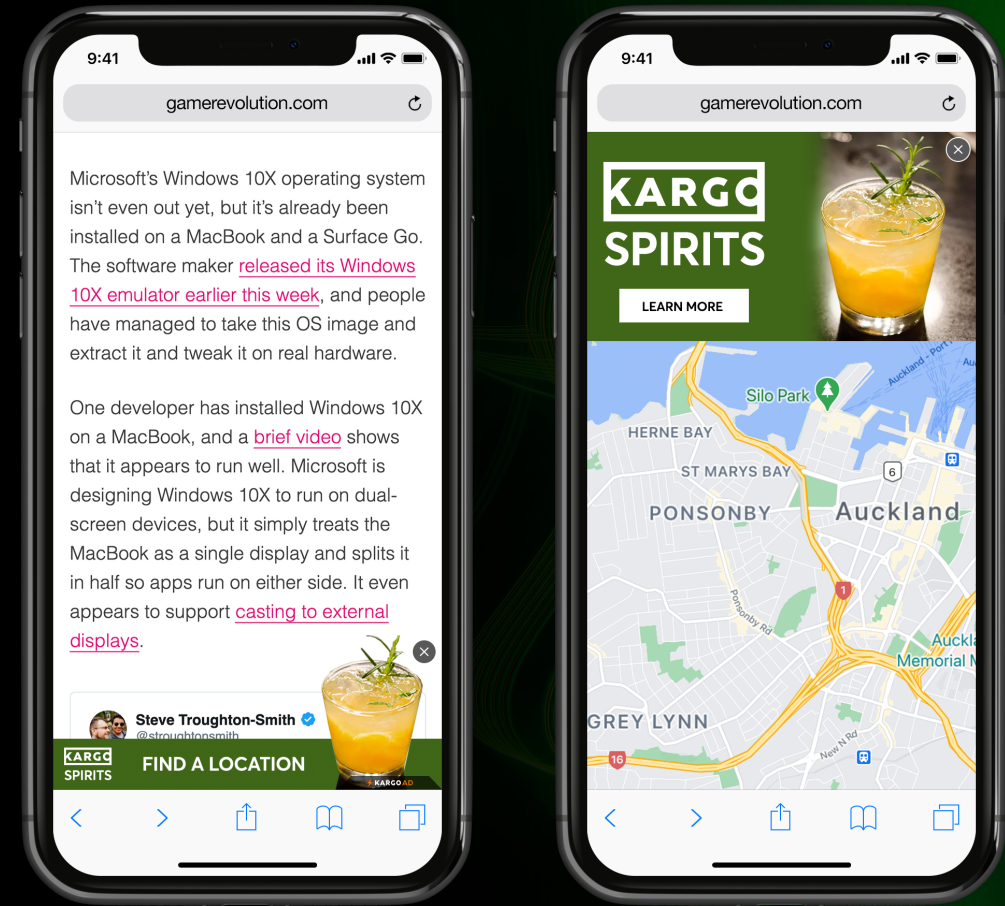 9:41
gamerevolution.com
Microsoft's Windows 10X operating system
isn't even out yet, but it's already been
installed on a MacBook and a Surface Go.
The software maker released its Windows
10X emulator earlier this week, and people
have managed to take this OS image and
extract it and tweak it on real hardware.
One developer has installed Windows 10X
on a MacBook, and a brief video shows
that it appears to run well. Microsoft is
designing Windows 10X to run on dual-
screen devices, but it simply treats the
MacBook as a single display and splits it
in half so apps run on either side. It even
appears to support casting to external
displays.
Steve Troughton-Smith
@stroughtonsmith
KARGO
SPIRITS
FIND A LOCATION
KARGO AD
9:41
gamerevolution.com
KARGO
SPIRITS
LEARN MORE
Auckland - Port
Au
Silo Park
HERNE BAY
ST MARYS BAY
6
PONSONBY
Auckland
1
Ponsonby Rd
Auckla
Memorial M
GREY LYNN
New N Rd
16